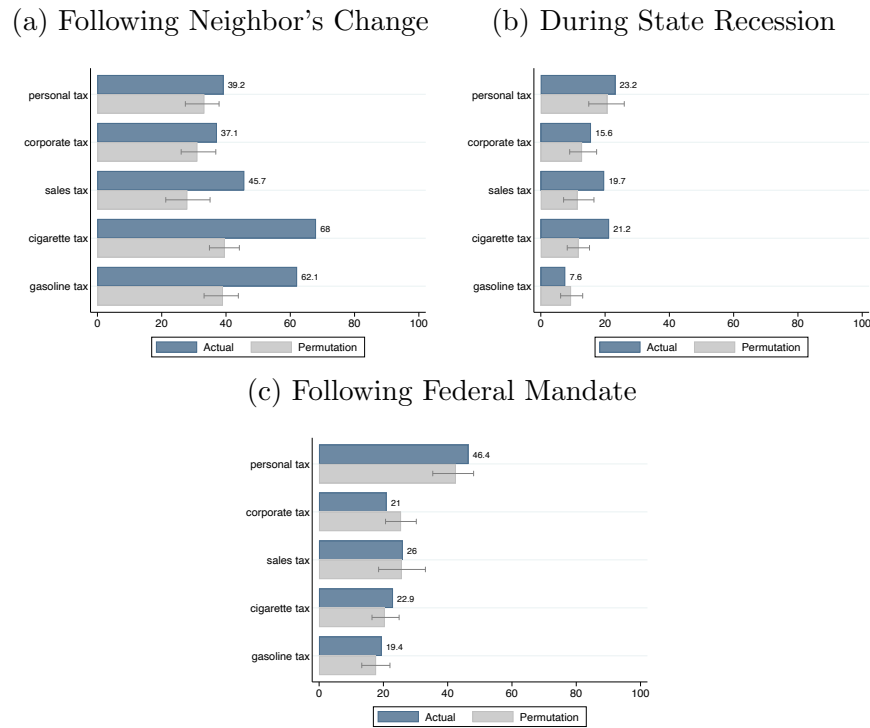 (a) Following Neighbor's Change
personal tax
39.2
corporate tax
37.1
sales tax
45.7
cigarette tax
68
gasoline tax
62.1
0 20 40 60 80 100
Actual Permutation
(b) During State Recession
personal tax
23.2
corporate tax
15.6
sales tax
19.7
cigarette tax
21.2
gasoline tax
7.6
0 20 40 60 80 100
Actual Permutation
(c) Following Federal Mandate
personal tax
46.4
corporate tax
21
sales tax
26
cigarette tax
22.9
gasoline tax
19.4
0 20 40 60 80 100
Actual Permutation